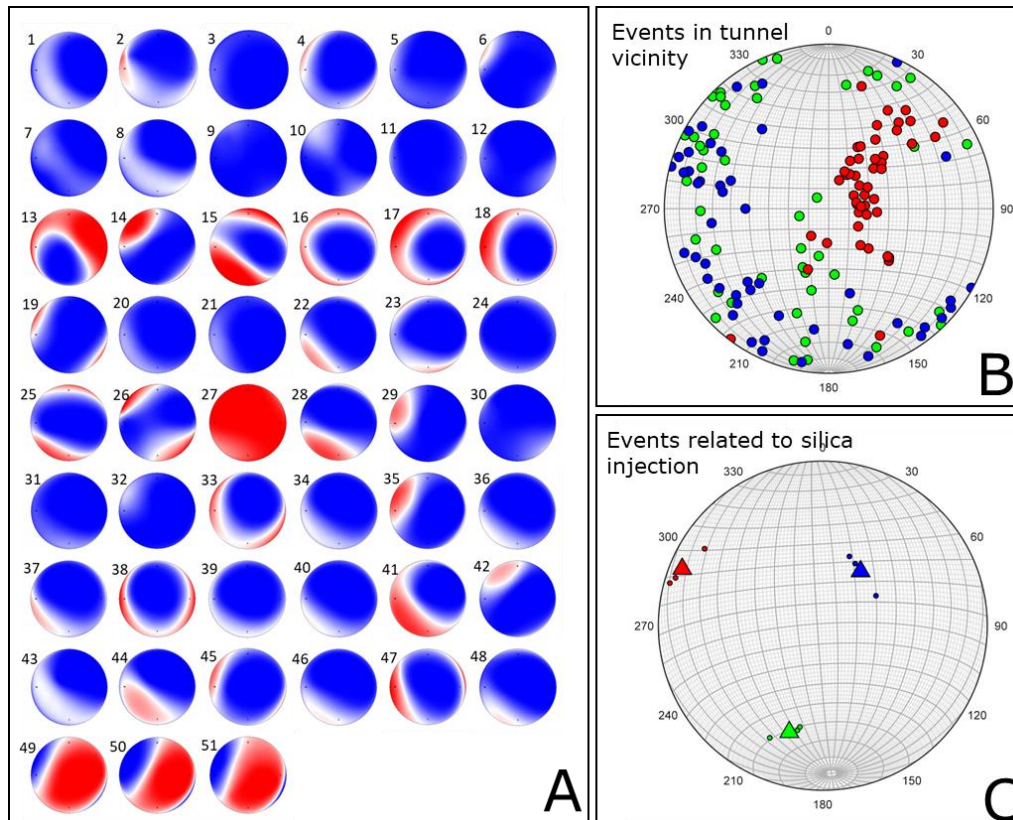 1 2 3 4 5 6
7 8 9 10 11 12
13 14 15 16 17 18
19 20 21 22 23 24
25 26 27 28 29 30
31 32 33 34 35 36
37 38 39 40 41 42
43 44 45 46 47 48
49 50 51
A
Events in tunnel
vicinity
0
330 30
300 60
270 90
240 120
210 150
180
B
Events related to silica
injection
0
330 30
300 60
270 90
240 120
210 150
180
C